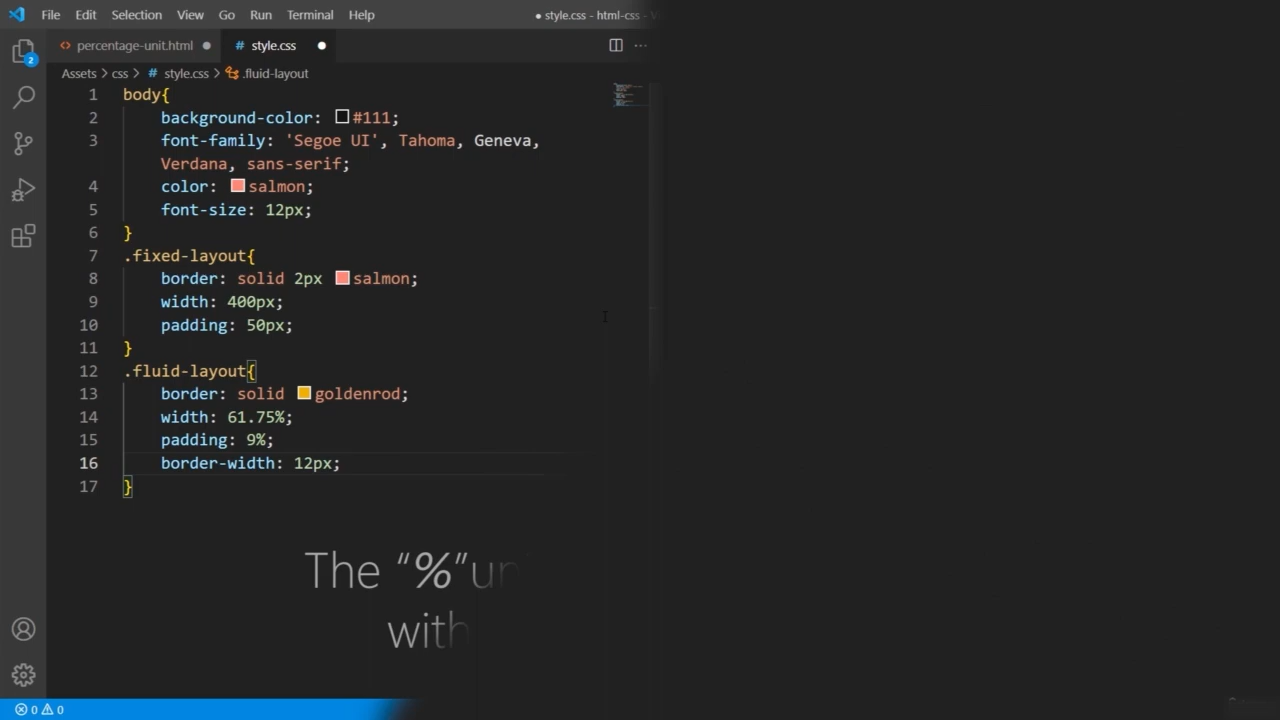 File Edit Selection View Go Run Terminal Help ● style.css - html-css -
percentage-unit.html ● # style.css ●
Assets > css > # style.css > .fluid-layout
1 body{
2 background-color: #111;
3 font-family: 'Segoe UI', Tahoma, Geneva,
Verdana, sans-serif;
4 color: salmon;
5 font-size: 12px;
6 }
7 .fixed-layout{
8 border: solid 2px salmon;
9 width: 400px;
10 padding: 50px;
11 }
12 .fluid-layout{
13 border: solid goldenrod;
14 width: 61.75%;
15 padding: 9%;
16 border-width: 12px;
17 }
2
The “%”un
with
0 0